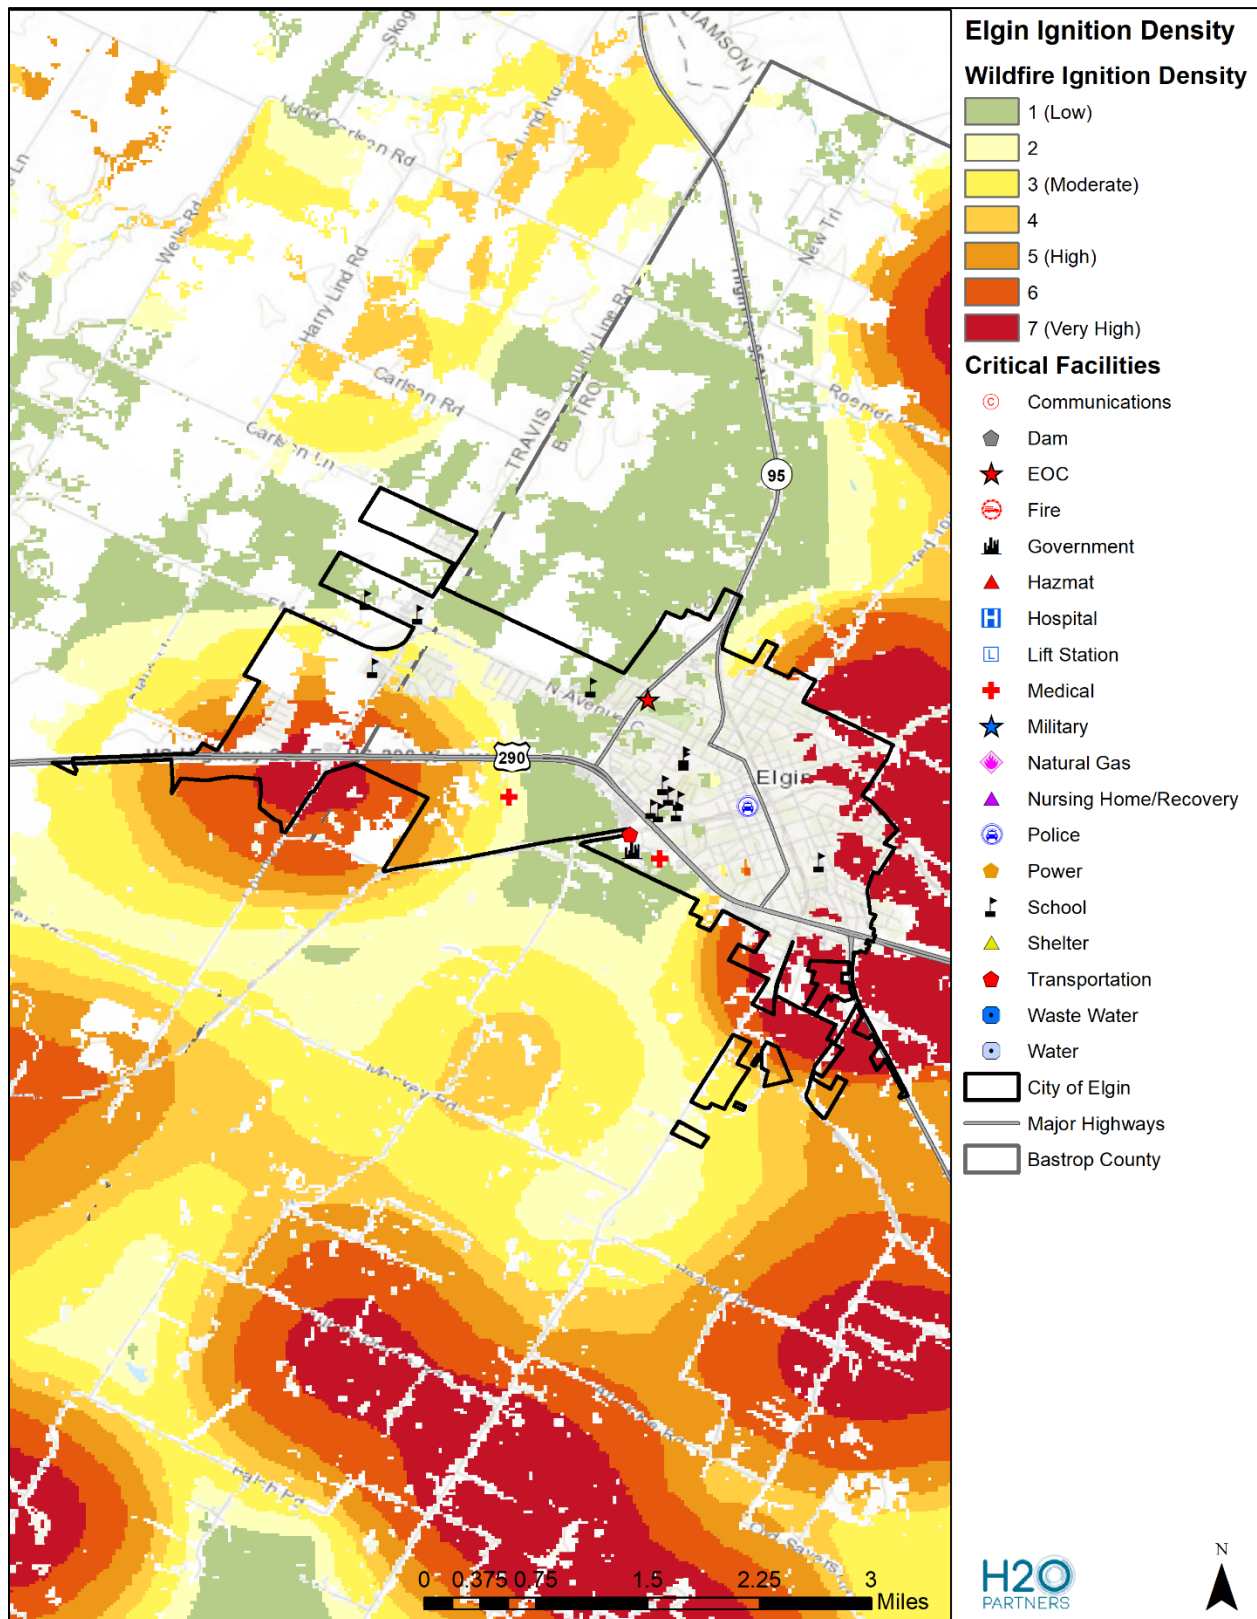 Elgin Ignition Density
Wildfire Ignition Density
1 (Low)
2
3 (Moderate)
4
5 (High)
6
7 (Very High)
Critical Facilities
Communications
Dam
EOC
Fire
Government
Hazmat
Hospital
Lift Station
Medical
Military
Natural Gas
Nursing Home/Recovery
Police
Power
School
Shelter
Transportation
Waste Water
Water
City of Elgin
Major Highways
Bastrop County
Lund Carlson Rd
Wells Rd
Harry Lind Rd
New Trl
County Line Rd
Carlson Rd
Carlsen Ln
TRAVIS
95
N Avenue C
290
Elgin
0 0.375 0.75 1.5 2.25 3
Miles
H2O
PARTNERS
N